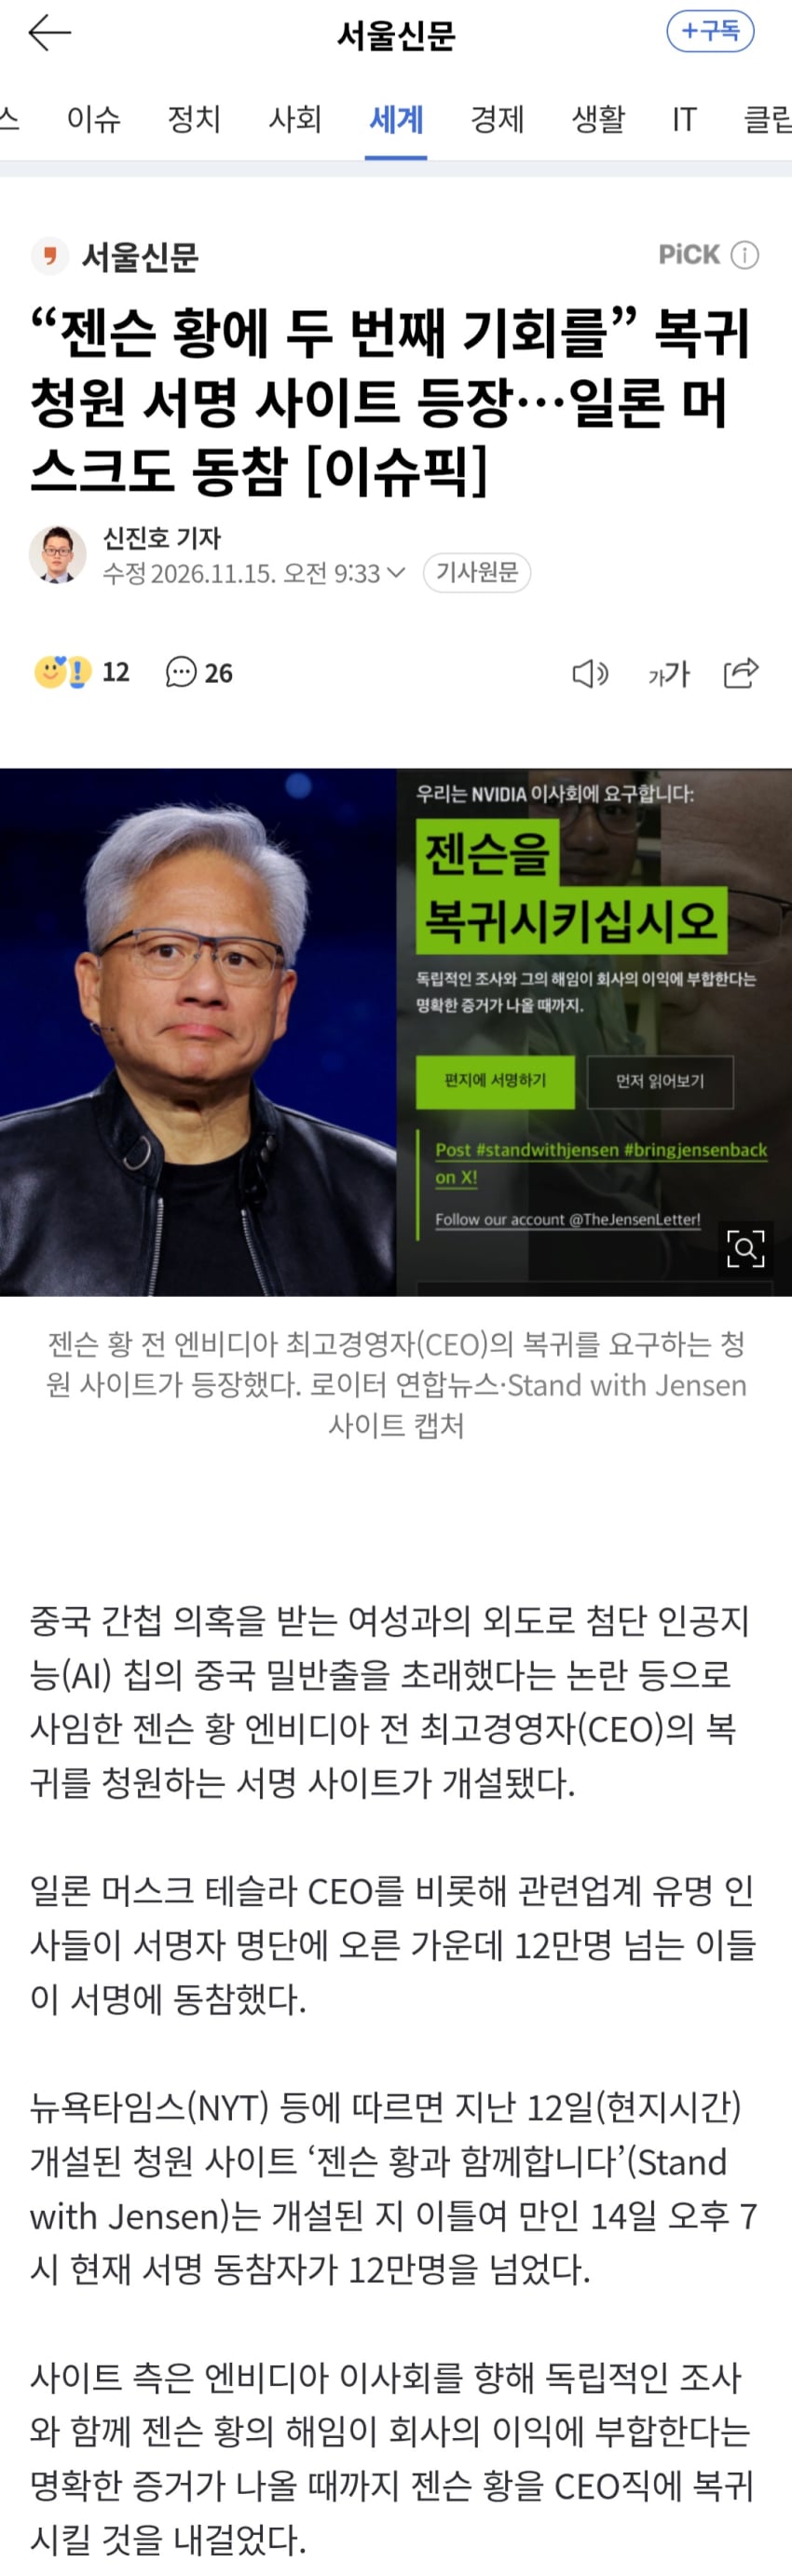 서울신문
+구독
스 이슈 정치 사회 세계 경제 생활 IT 클립
서울신문
PiCK
“젠슨 황에 두 번째 기회를” 복귀
청원 서명 사이트 등장…일론 머
스크도 동참 [이슈픽]
신진호 기자
수정 2026.11.15. 오전 9:33
기사원문
12 26
가가
우리는 NVIDIA 이사회에 요구합니다:
젠슨을
복귀시키십시오
독립적인 조사와 그의 해임이 회사의 이익에 부합한다는
명확한 증거가 나올 때까지.
편지에 서명하기
먼저 읽어보기
Post #standwithjensen #bringjensenback
on X!
Follow our account @TheJensenLetter!
젠슨 황 전 엔비디아 최고경영자(CEO)의 복귀를 요구하는 청
원 사이트가 등장했다. 로이터 연합뉴스·Stand with Jensen
사이트 캡처
중국 간첩 의혹을 받는 여성과의 외도로 첨단 인공지
능(AI) 칩의 중국 밀반출을 초래했다는 논란 등으로
사임한 젠슨 황 엔비디아 전 최고경영자(CEO)의 복
귀를 청원하는 서명 사이트가 개설됐다.
일론 머스크 테슬라 CEO를 비롯해 관련업계 유명 인
사들이 서명자 명단에 오른 가운데 12만명 넘는 이들
이 서명에 동참했다.
뉴욕타임스(NYT) 등에 따르면 지난 12일(현지시간)
개설된 청원 사이트 ‘젠슨 황과 함께합니다’(Stand
with Jensen)는 개설된 지 이틀여 만인 14일 오후 7
시 현재 서명 동참자가 12만명을 넘었다.
사이트 측은 엔비디아 이사회를 향해 독립적인 조사
와 함께 젠슨 황의 해임이 회사의 이익에 부합한다는
명확한 증거가 나올 때까지 젠슨 황을 CEO직에 복귀
시킬 것을 내걸었다.